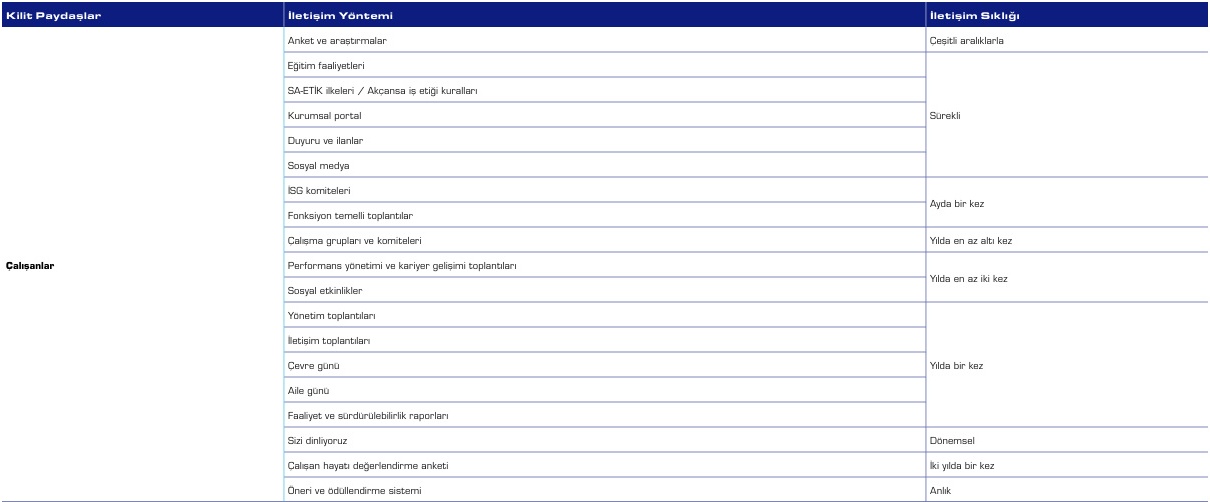 Kilit Paydaşlar İletişim Yöntemi İletişim Sıklığı
Anket ve araştırmalar Çeşitli aralıklarla
Eğitim faaliyetleri
SA-ETİK ilkeleri / Akçansa iş etiği kuralları
Kurumsal portal Sürekli
Duyuru ve ilanlar
Sosyal medya
İSG komiteleri
Ayda bir kez
Fonksiyon temelli toplantılar
Çalışma grupları ve komiteleri Yılda en az altı kez
Çalışanlar Performans yönetimi ve kariyer gelişimi toplantıları
Yılda en az iki kez
Sosyal etkinlikler
Yönetim toplantıları
İletişim toplantıları
Çevre günü Yılda bir kez
Aile günü
Faaliyet ve sürdürülebilirlik raporları
Sizi dinliyoruz Dönemsel
Çalışan hayatı değerlendirme anketi İki yılda bir kez
Öneri ve ödüllendirme sistemi Anlık